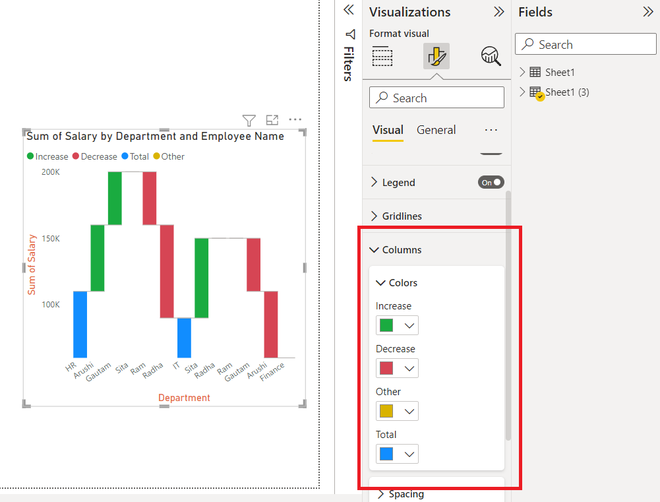 Sum of Salary by Department and Employee Name
Increase Decrease Total Other
200K
150K
100K
Sum of Salary
HR Arushi Gautam Sita Ram Radha IT Sita Radha Ram Gautam Arushi Finance
Department
Filters
Visualizations
Format visual
Search
Visual General
Legend On
Gridlines
Columns
Colors
Increase
Decrease
Other
Total
Spacing
Fields
Search
Sheet1
Sheet1 (3)